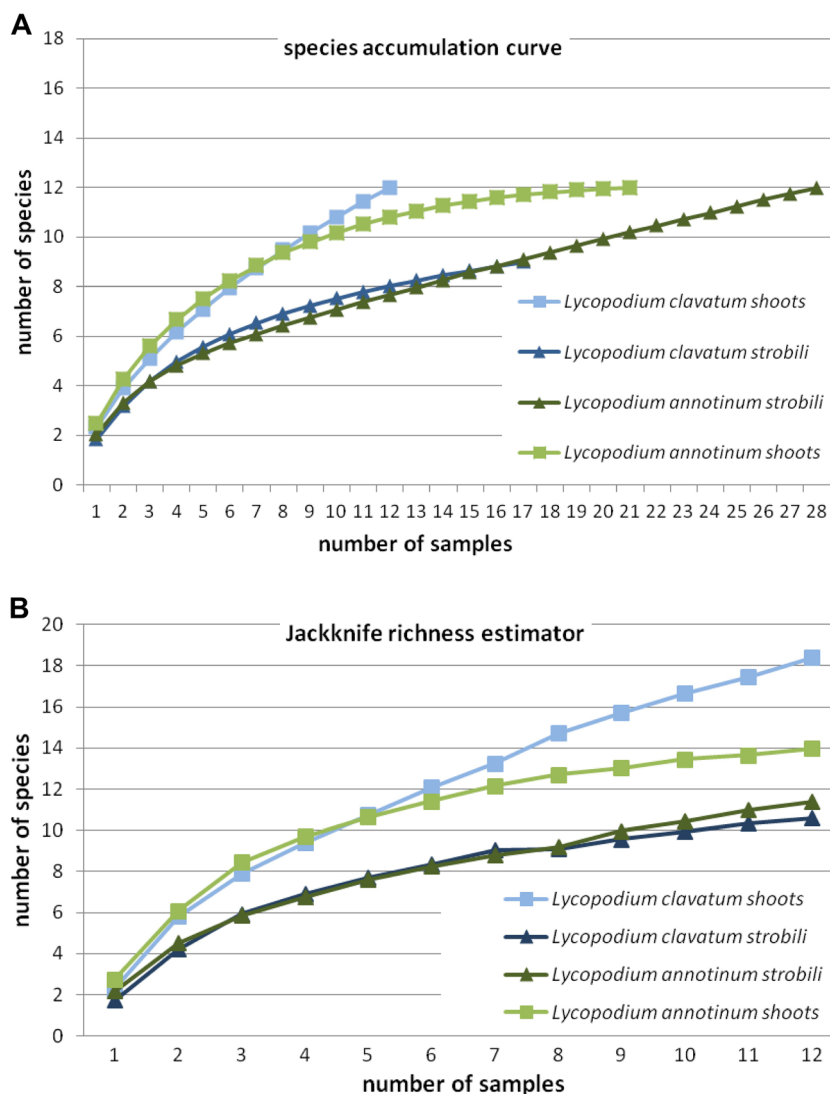 A
species accumulation curve
18
16
14
12
10
8
6
4
2
0
number of species
1 2 3 4 5 6 7 8 9 10 11 12 13 14 15 16 17 18 19 20 21 22 23 24 25 26 27 28
number of samples
Lycopodium clavatum shoots
Lycopodium clavatum strobili
Lycopodium annotinum strobili
Lycopodium annotinum shoots
B
Jackknife richness estimator
20
18
16
14
12
10
8
6
4
2
0
number of species
1 2 3 4 5 6 7 8 9 10 11 12
number of samples
Lycopodium clavatum shoots
Lycopodium clavatum strobili
Lycopodium annotinum strobili
Lycopodium annotinum shoots